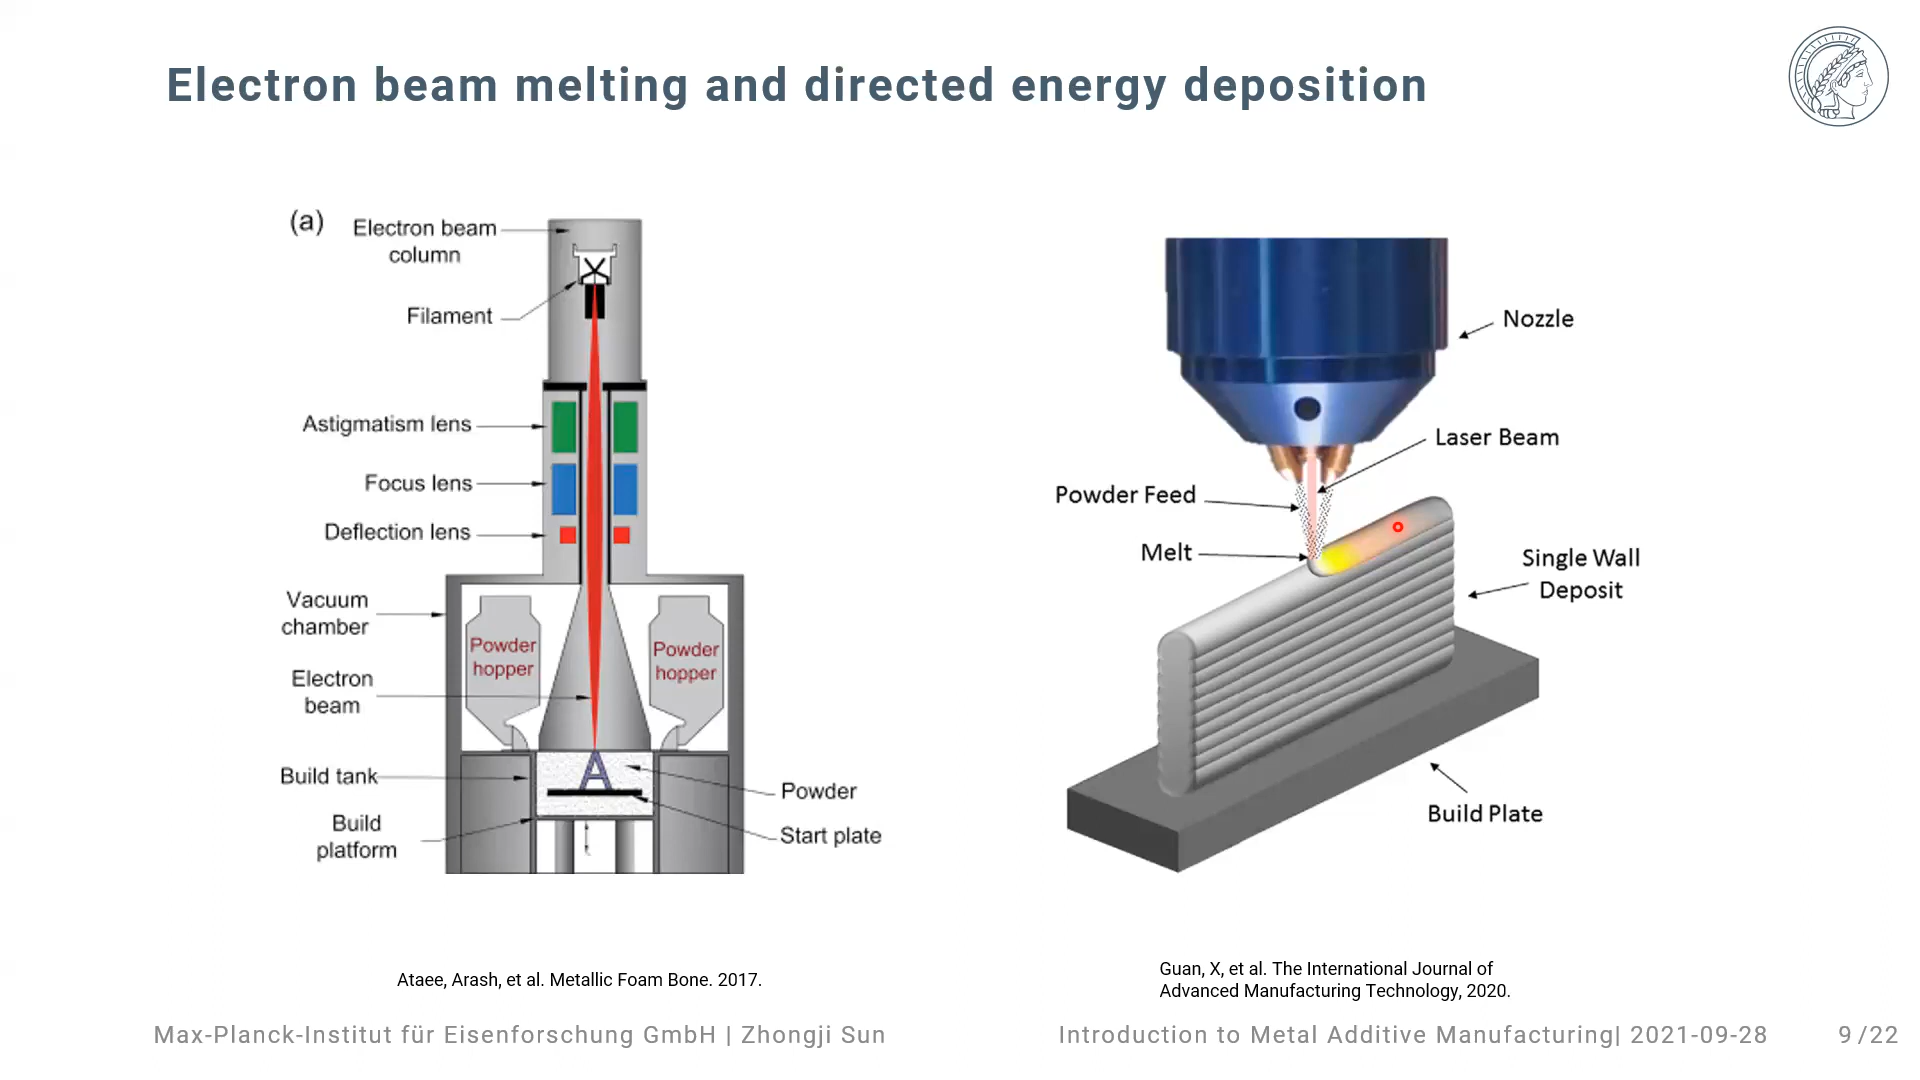 Electron beam melting and directed energy deposition
(a)
Electron beam
column
Filament
Astigmatism lens
Focus lens
Deflection lens
Vacuum
chamber
Powder
hopper
Powder
hopper
Electron
beam
Build tank
Build
platform
A
Powder
Start plate
Nozzle
Laser Beam
Powder Feed
Melt
Single Wall
Deposit
Build Plate
Ataee, Arash, et al. Metallic Foam Bone. 2017.
Guan, X, et al. The International Journal of
Advanced Manufacturing Technology, 2020.
Max-Planck-Institut für Eisenforschung GmbH | Zhongji Sun
Introduction to Metal Additive Manufacturing| 2021-09-28
9/22